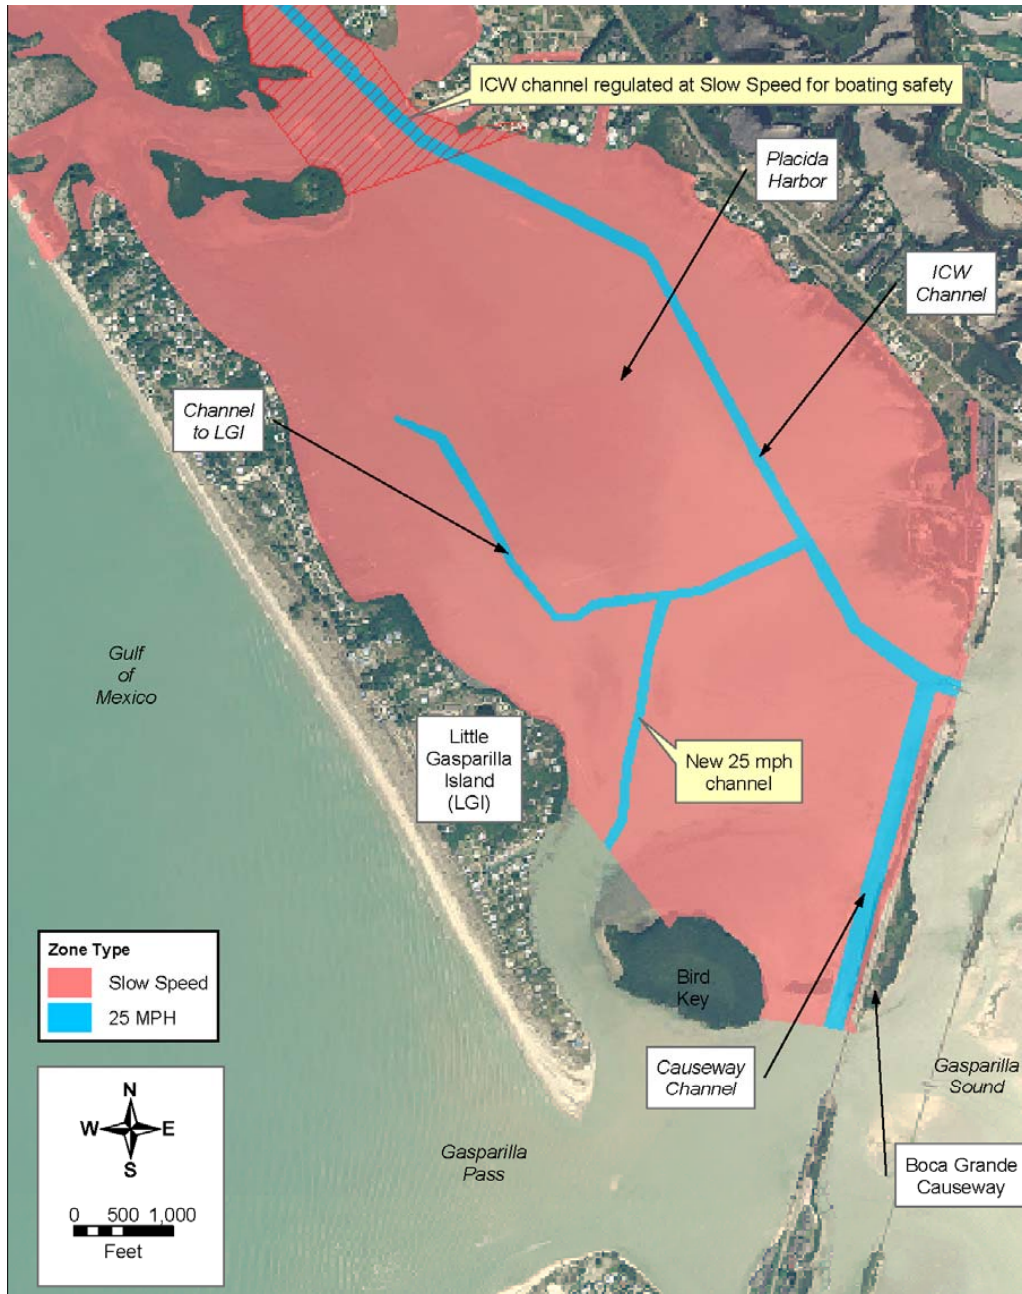 ICW channel regulated at Slow Speed for boating safety
Placida
Harbor
ICW
Channel
Channel
to LGI
Gulf
of
Mexico
Little
Gasparilla
Island
(LGI)
New 25 mph
channel
Zone Type
Slow Speed
25 MPH
Bird
Key
Causeway
Channel
Gasparilla
Sound
N
W E
S
Gasparilla
Pass
Boca Grande
Causeway
0 500 1,000
Feet